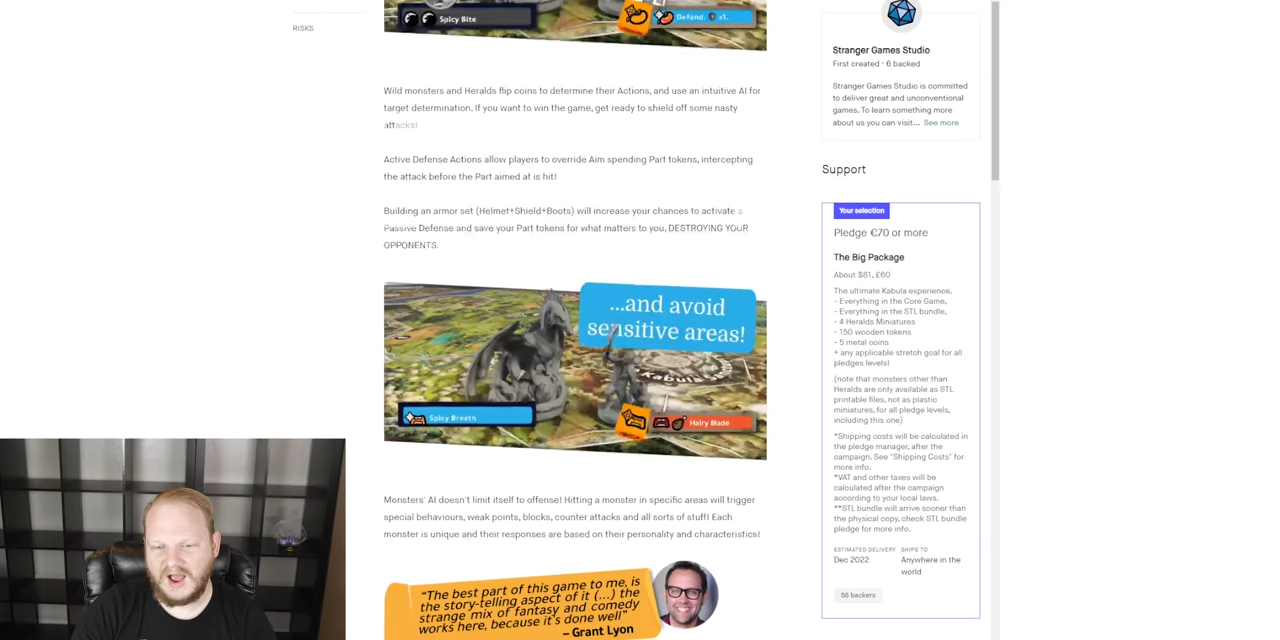 RISKS
Spicy Bite
Defend: +1.
Wild monsters and Heralds flip coins to determine their Actions, and use an intuitive AI for
target determination. If you want to win the game, get ready to shield off some nasty
attacks!
Active Defense Actions allow players to override Aim spending Part tokens, intercepting
the attack before the Part aimed at is hit!
Building an armor set (Helmet+Shield+Boots) will increase your chances to activate a
Passive Defense and save your Part tokens for what matters to you, DESTROYING YOUR
OPPONENTS.
...and avoid
sensitive areas!
Kabula
Spicy Breath
Hairy Blade
Monsters' AI doesn't limit itself to offense! Hitting a monster in specific areas will trigger
special behaviours, weak points, blocks, counter attacks and all sorts of stuff! Each
monster is unique and their responses are based on their personality and characteristics!
"The best part of this game to me, is
the story-telling aspect of it (...) the
strange mix of fantasy and comedy
works here, because it's done well"
– Grant Lyon
Stranger Games Studio
First created · 6 backed
Stranger Games Studio is committed
to deliver great and unconventional
games. To learn something more
about us you can visit... See more
Support
Your selection
Pledge €70 or more
The Big Package
About $81, £60
The ultimate Kabula experience.
- Everything in the Core Game,
- Everything in the STL bundle,
- 4 Heralds Miniatures
- 150 wooden tokens
- 5 metal coins
+ any applicable stretch goal for all
pledges levels!
(note that monsters other than
Heralds are only available as STL
printable files, not as plastic
miniatures, for all pledge levels,
including this one)
*Shipping costs will be calculated in
the pledge manager, after the
campaign. See "Shipping Costs" for
more info.
*VAT and other taxes will be
calculated after the campaign
according to your local laws.
**STL bundle will arrive sooner than
the physical copy, check STL bundle
pledge for more info.
ESTIMATED DELIVERY SHIPS TO
Dec 2022 Anywhere in the
world
56 backers